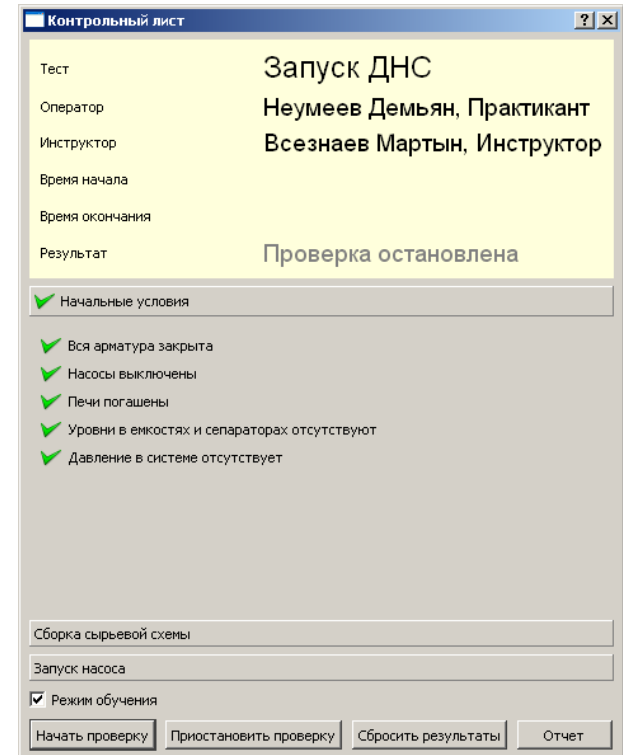 Контрольный лист
Тест Запуск ДНС
Оператор Неумеев Демьян, Практикант
Инструктор Всезнаев Мартын, Инструктор
Время начала
Время окончания
Результат Проверка остановлена
Начальные условия
Вся арматура закрыта
Насосы выключены
Печи погашены
Уровни в емкостях и сепараторах отсутствуют
Давление в системе отсутствует
Сборка сырьевой схемы
Запуск насоса
Режим обучения
Начать проверку Приостановить проверку Сбросить результаты Отчет